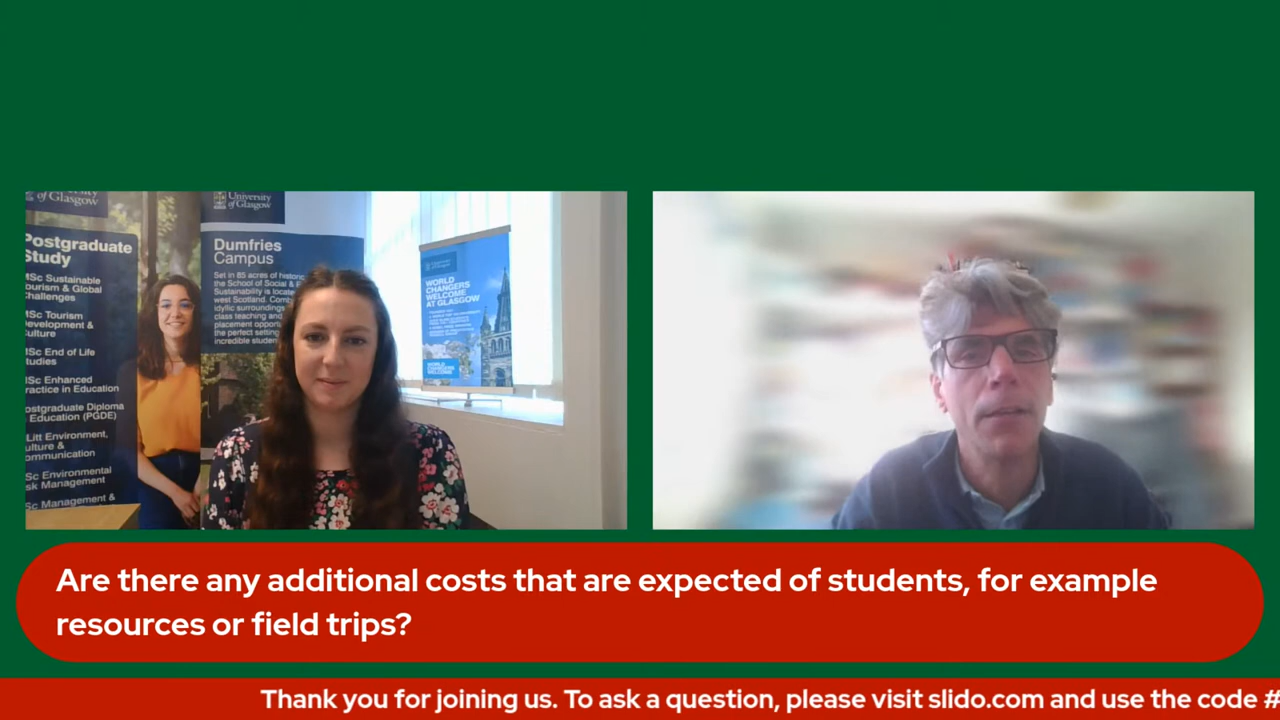 of Glasgow
Postgraduate
Study
MSc Sustainable
Tourism & Global
Challenges
MSc Tourism
Development &
Culture
MSc End of Life
Studies
MSc Enhanced
Practice in Education
Postgraduate Diploma
Education (PGDE)
MLitt Environment,
Culture &
Communication
MSc Environmental
Risk Management
MSc Management &
University
of Glasgow
Dumfries
Campus
Set in 85 acres of historic
the School of Social &
Sustainability is locate
west Scotland. Comb
idyllic surroundings
class teaching and
placement opport
the perfect setting
incredible studen
WORLD
CHANGERS
WELCOME
AT GLASGOW
WORLD
CHANGERS
WELCOME
Are there any additional costs that are expected of students, for example
resources or field trips?
Thank you for joining us. To ask a question, please visit slido.com and use the code #